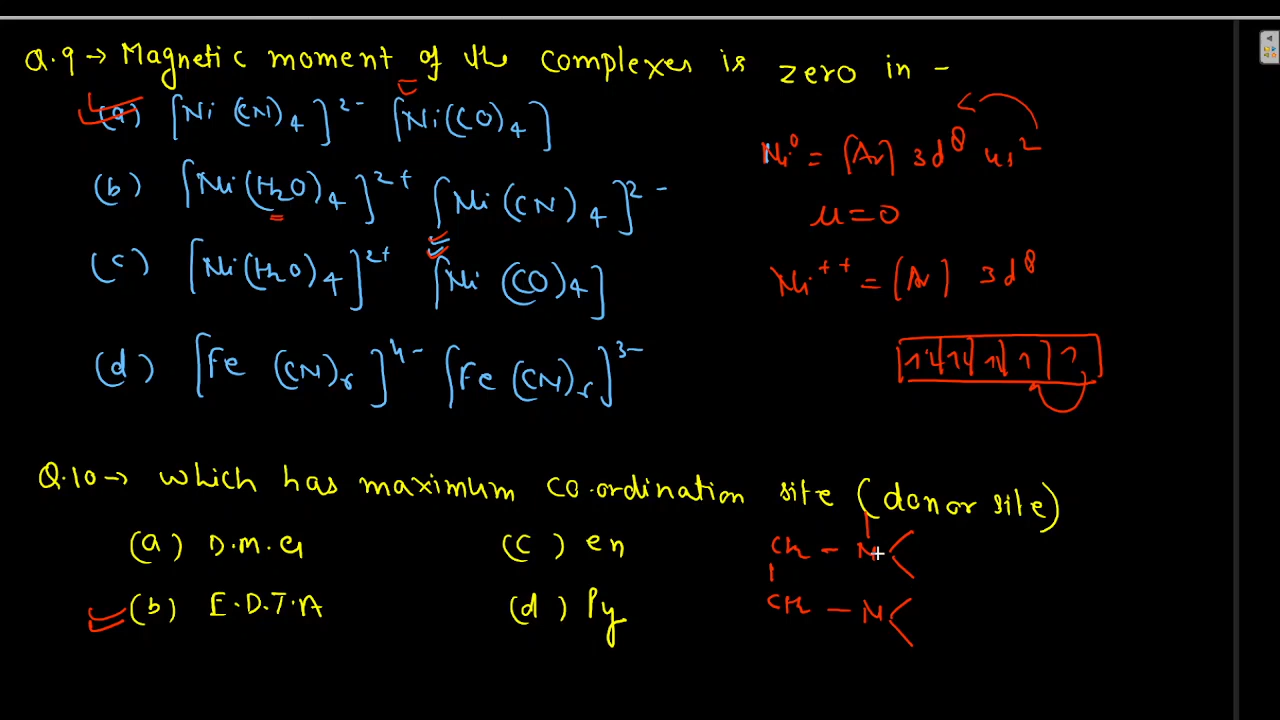 Q.9→ Magnetic moment of the complexes is zero in -
(a) [Ni (CN)4]2- [Ni(CO)4]
(b) [Ni(H2O)4]2+ [Ni(CN)4]2-
(c) [Ni(H2O)4]2+ [Ni(CO)4]
(d) [Fe (CN)6]4- [Fe (CN)6]3-
Ni0 = [Ar] 3d8 4s2
μ=0
Ni++ = [Ar] 3d8
Q.10→ which has maximum co.ordination site (donor site)
(a) D.M.G (c) en
(b) E.D.T.A (d) Py
CH2 - N
CH2 - N